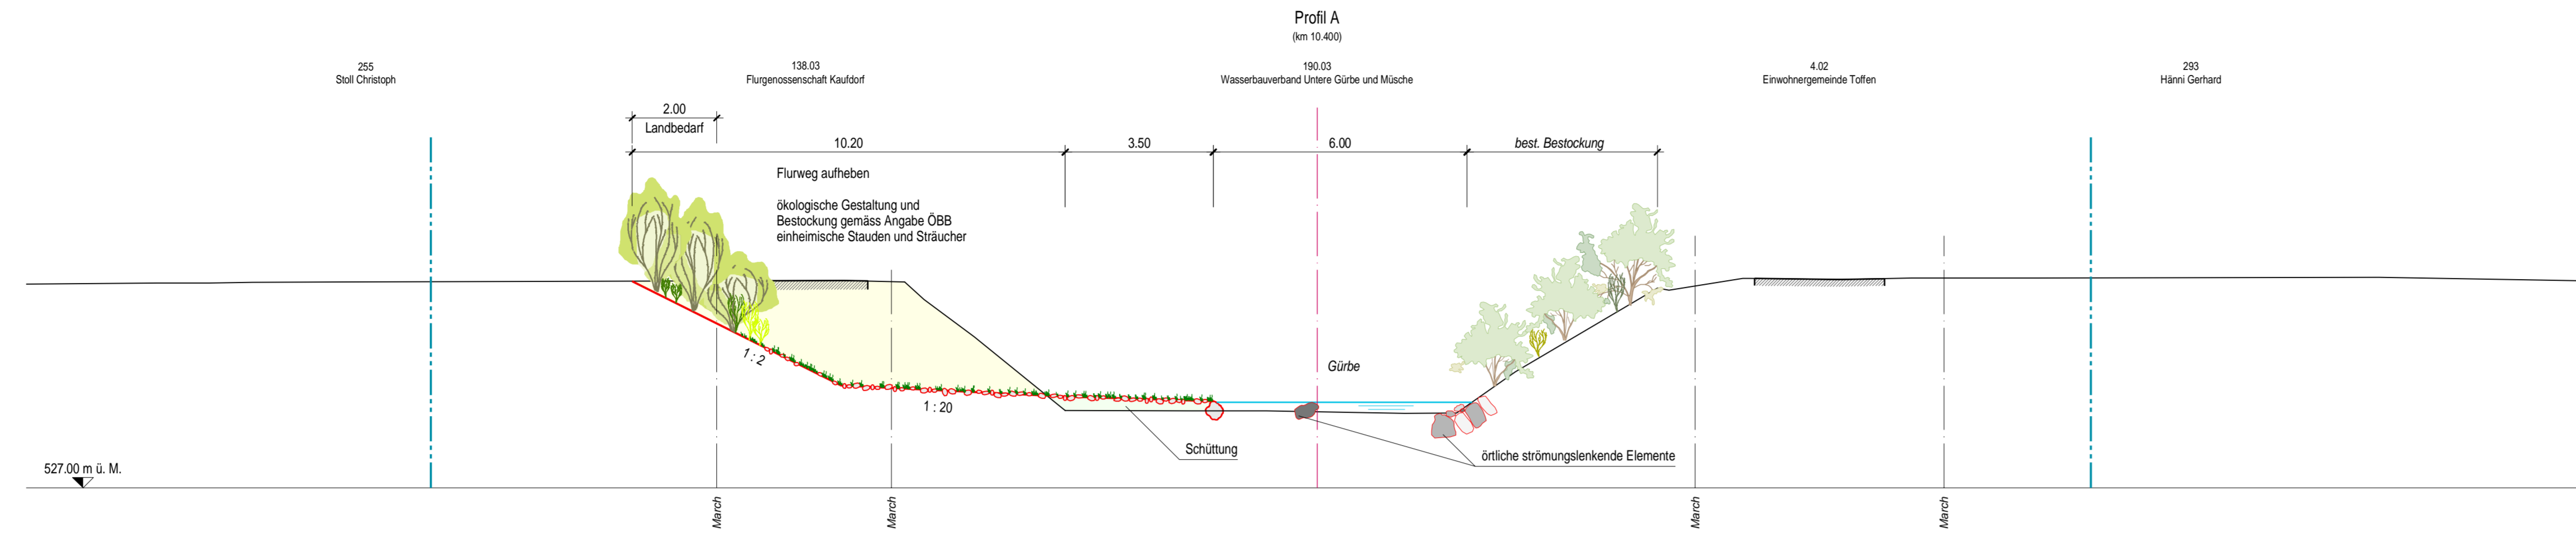 Profil A
(km 10.400)
255
Stoll Christoph
138.03
Flurgenossenschaft Kaufdorf
190.03
Wasserbauverband Untere Gürbe und Müsche
4.02
Einwohnergemeinde Toffen
293
Hänni Gerhard
2.00
Landbedarf
10.20
3.50
6.00
best. Bestockung
Flurweg aufheben
ökologische Gestaltung und
Bestockung gemäss Angabe ÖBB
einheimische Stauden und Sträucher
1 : 2
Gürbe
1 : 20
Schüttung
örtliche strömungslenkende Elemente
527.00 m ü. M.
March
March
March
March